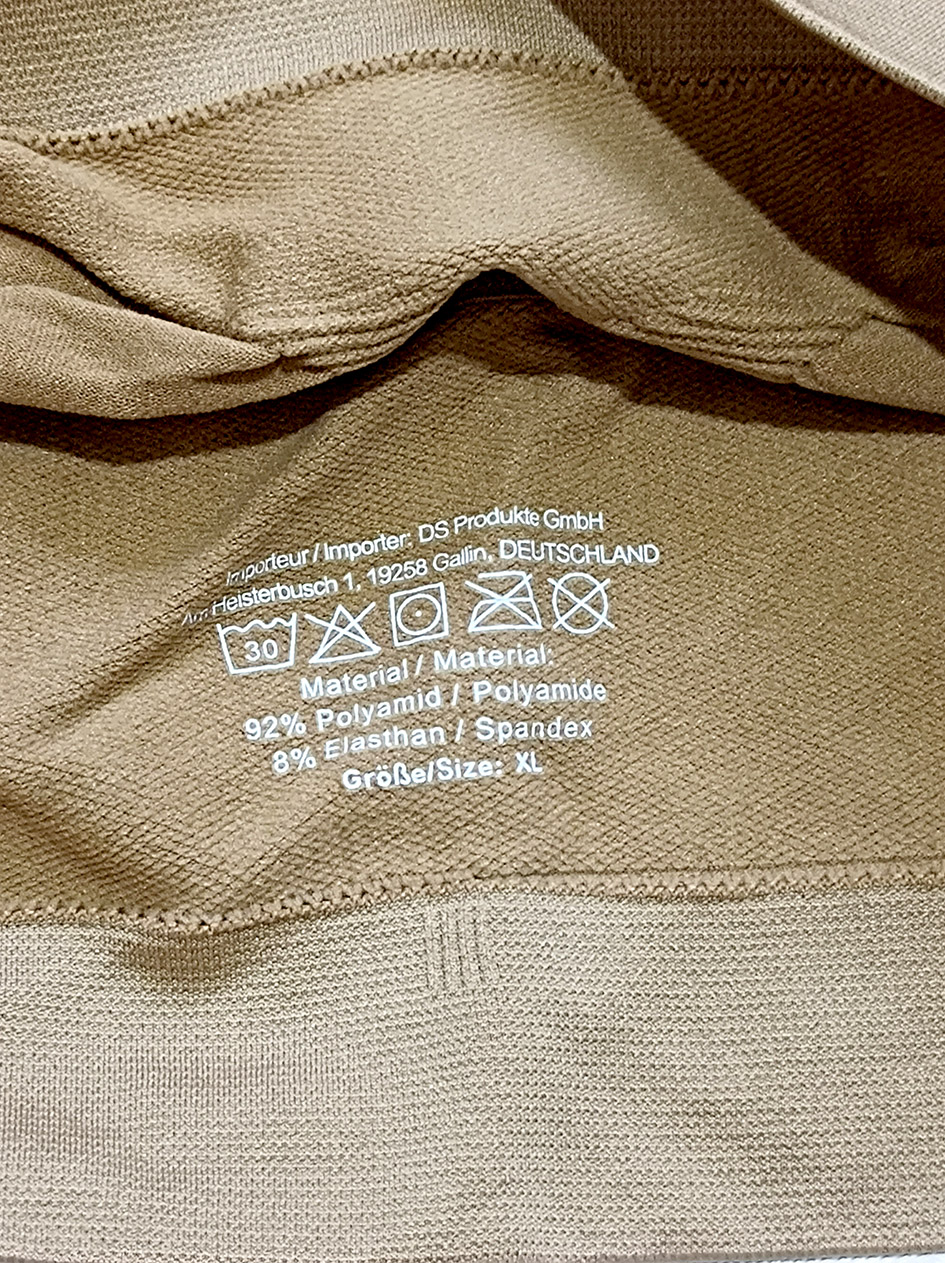 Importeur / Importer: DS Produkte GmbH
Am Heisterbusch 1, 19258 Gallin, DEUTSCHLAND
30
Material / Material:
92% Polyamid / Polyamide
8% Elasthan / Spandex
Größe/Size: XL